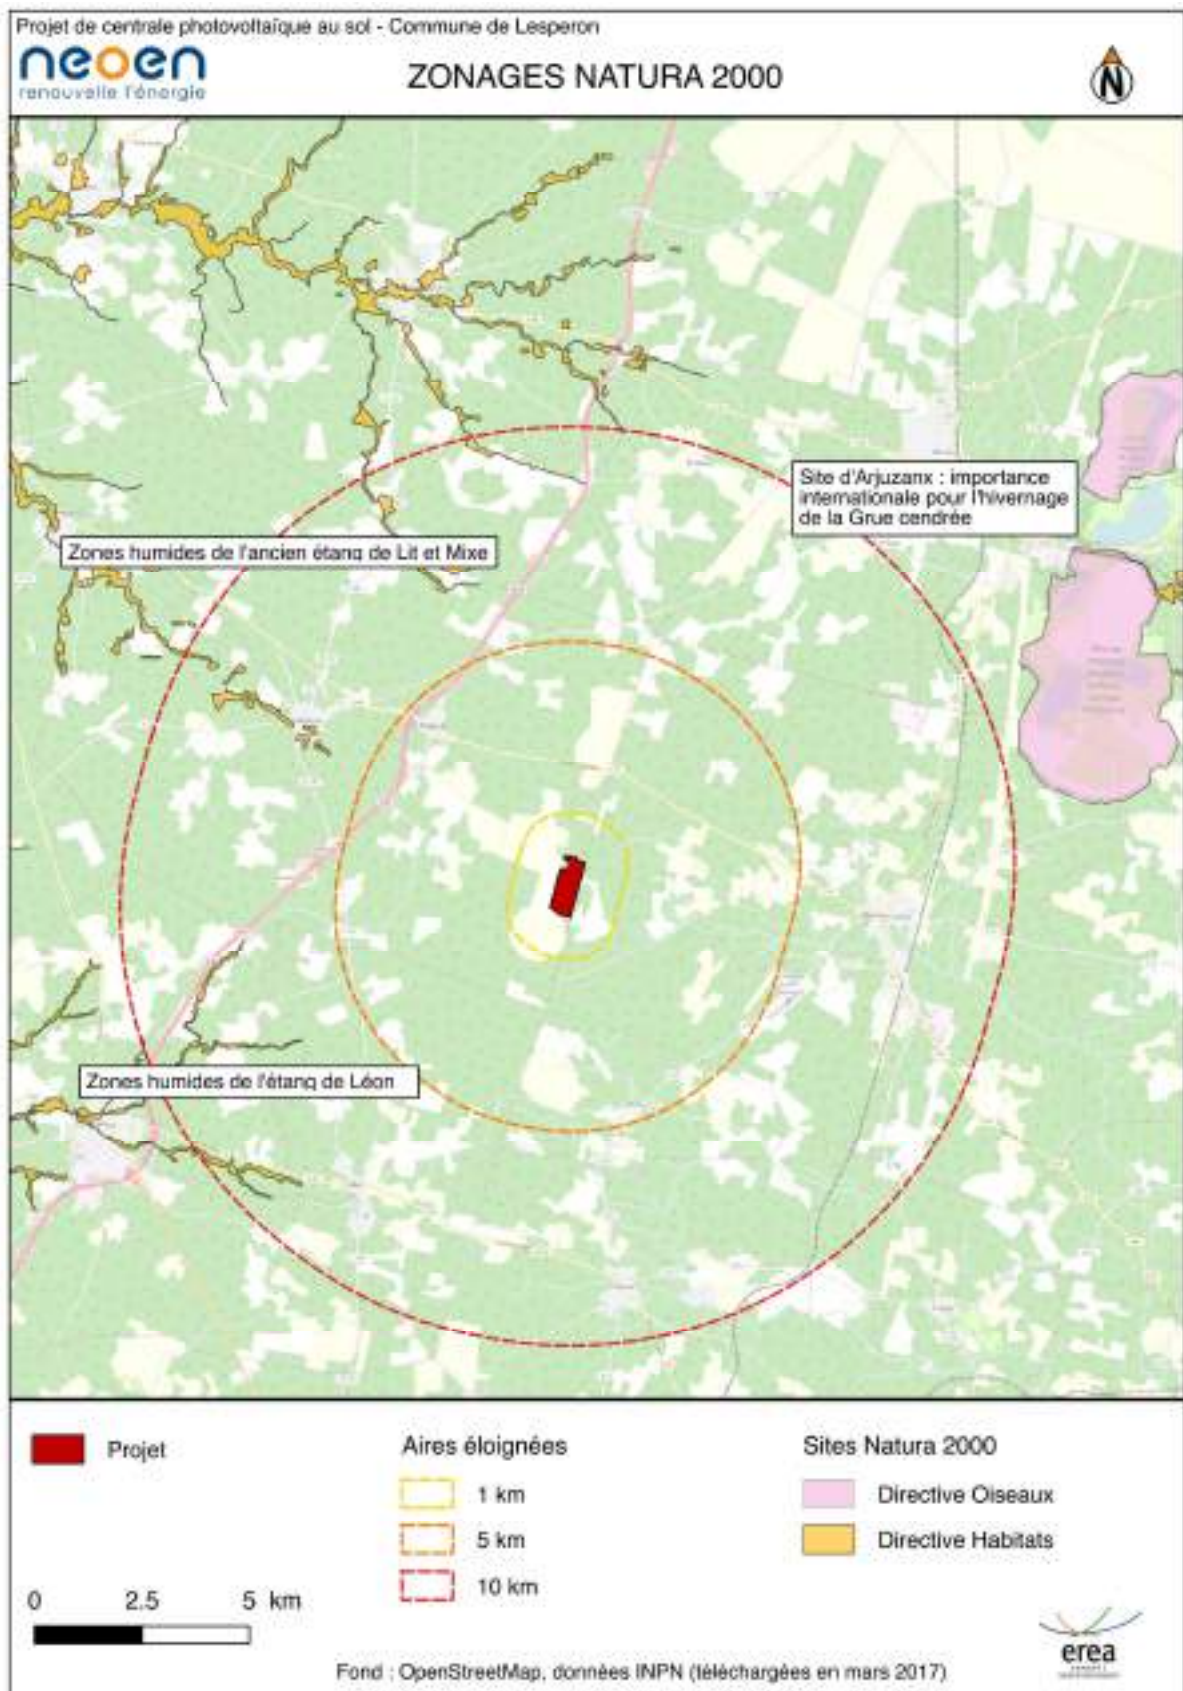 Projet de centrale photovoltaïque au sol - Commune de Lesperon
neoen
renouvelle l'énergie
ZONAGES NATURA 2000
N
Site d'Arjuzanx : importance
internationale pour l'hivernage
de la Grue cendrée
Zones humides de l'ancien étang de Lit et Mixe
Zones humides de l'étang de Léon
Projet
Aires éloignées
1 km
5 km
10 km
Sites Natura 2000
Directive Oiseaux
Directive Habitats
0 2.5 5 km
erea
Fond : OpenStreetMap, données INPN (téléchargées en mars 2017)